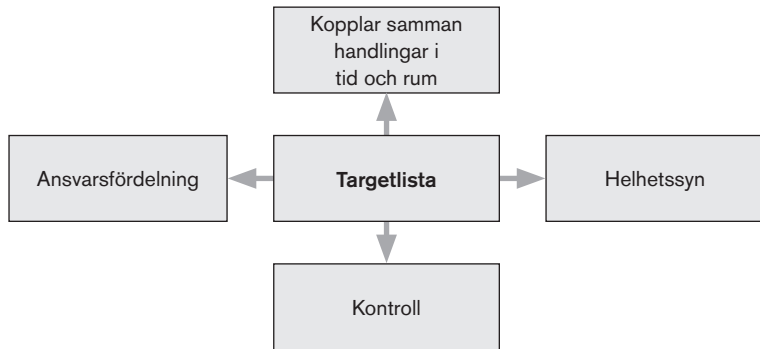 Kopplar samman
handlingar i
tid och rum
Ansvarsfördelning
Targetlista
Helhetssyn
Kontroll